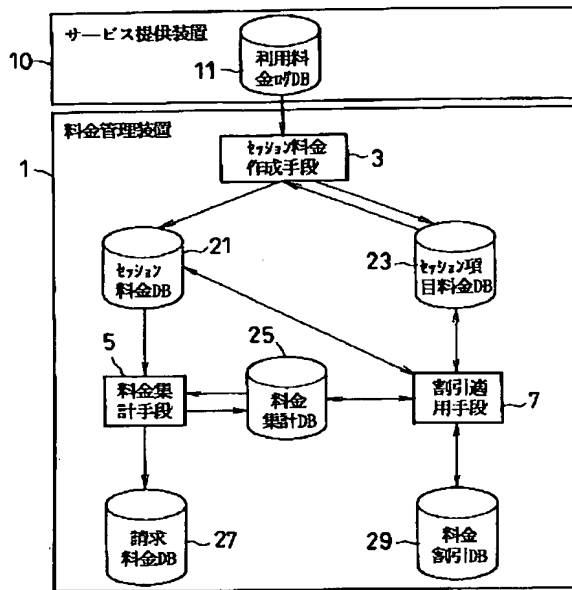 サービス提供装置
10
11
利用料
金ログDB
料金管理装置
1
セッション料金
作成手段
3
21
セッション
料金DB
23
セッション項
目料金DB
5
料金集
計手段
25
料金
集計DB
割引適
用手段
7
請求
料金DB
27
29
料金
割引DB